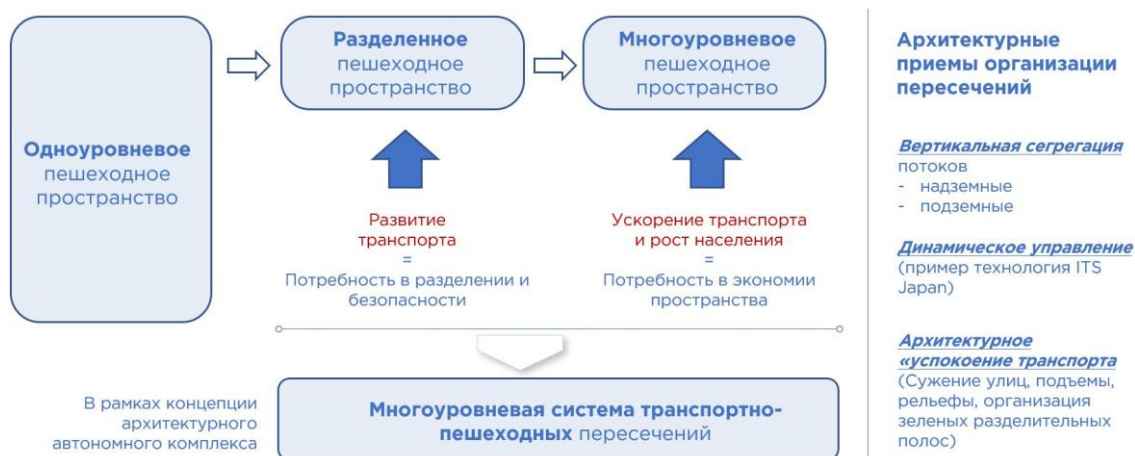 Одноуровневое
пешеходное
пространство
Разделенное
пешеходное
пространство
Многоуровневое
пешеходное
пространство
Развитие
транспорта
=
Потребность в разделении и
безопасности
Ускорение транспорта
и рост населения
=
Потребность в экономии
пространства
В рамках концепции
архитектурного
автономного комплекса
Многоуровневая система транспортно-
пешеходных пересечений
Архитектурные
приемы организации
пересечений
Вертикальная сегрегация
потоков
- надземные
- подземные
Динамическое управление
(пример технология ITS
Japan)
Архитектурное
«успокоение транспорта
(Сужение улиц, подъемы,
рельефы, организация
зеленых разделительных
полос)